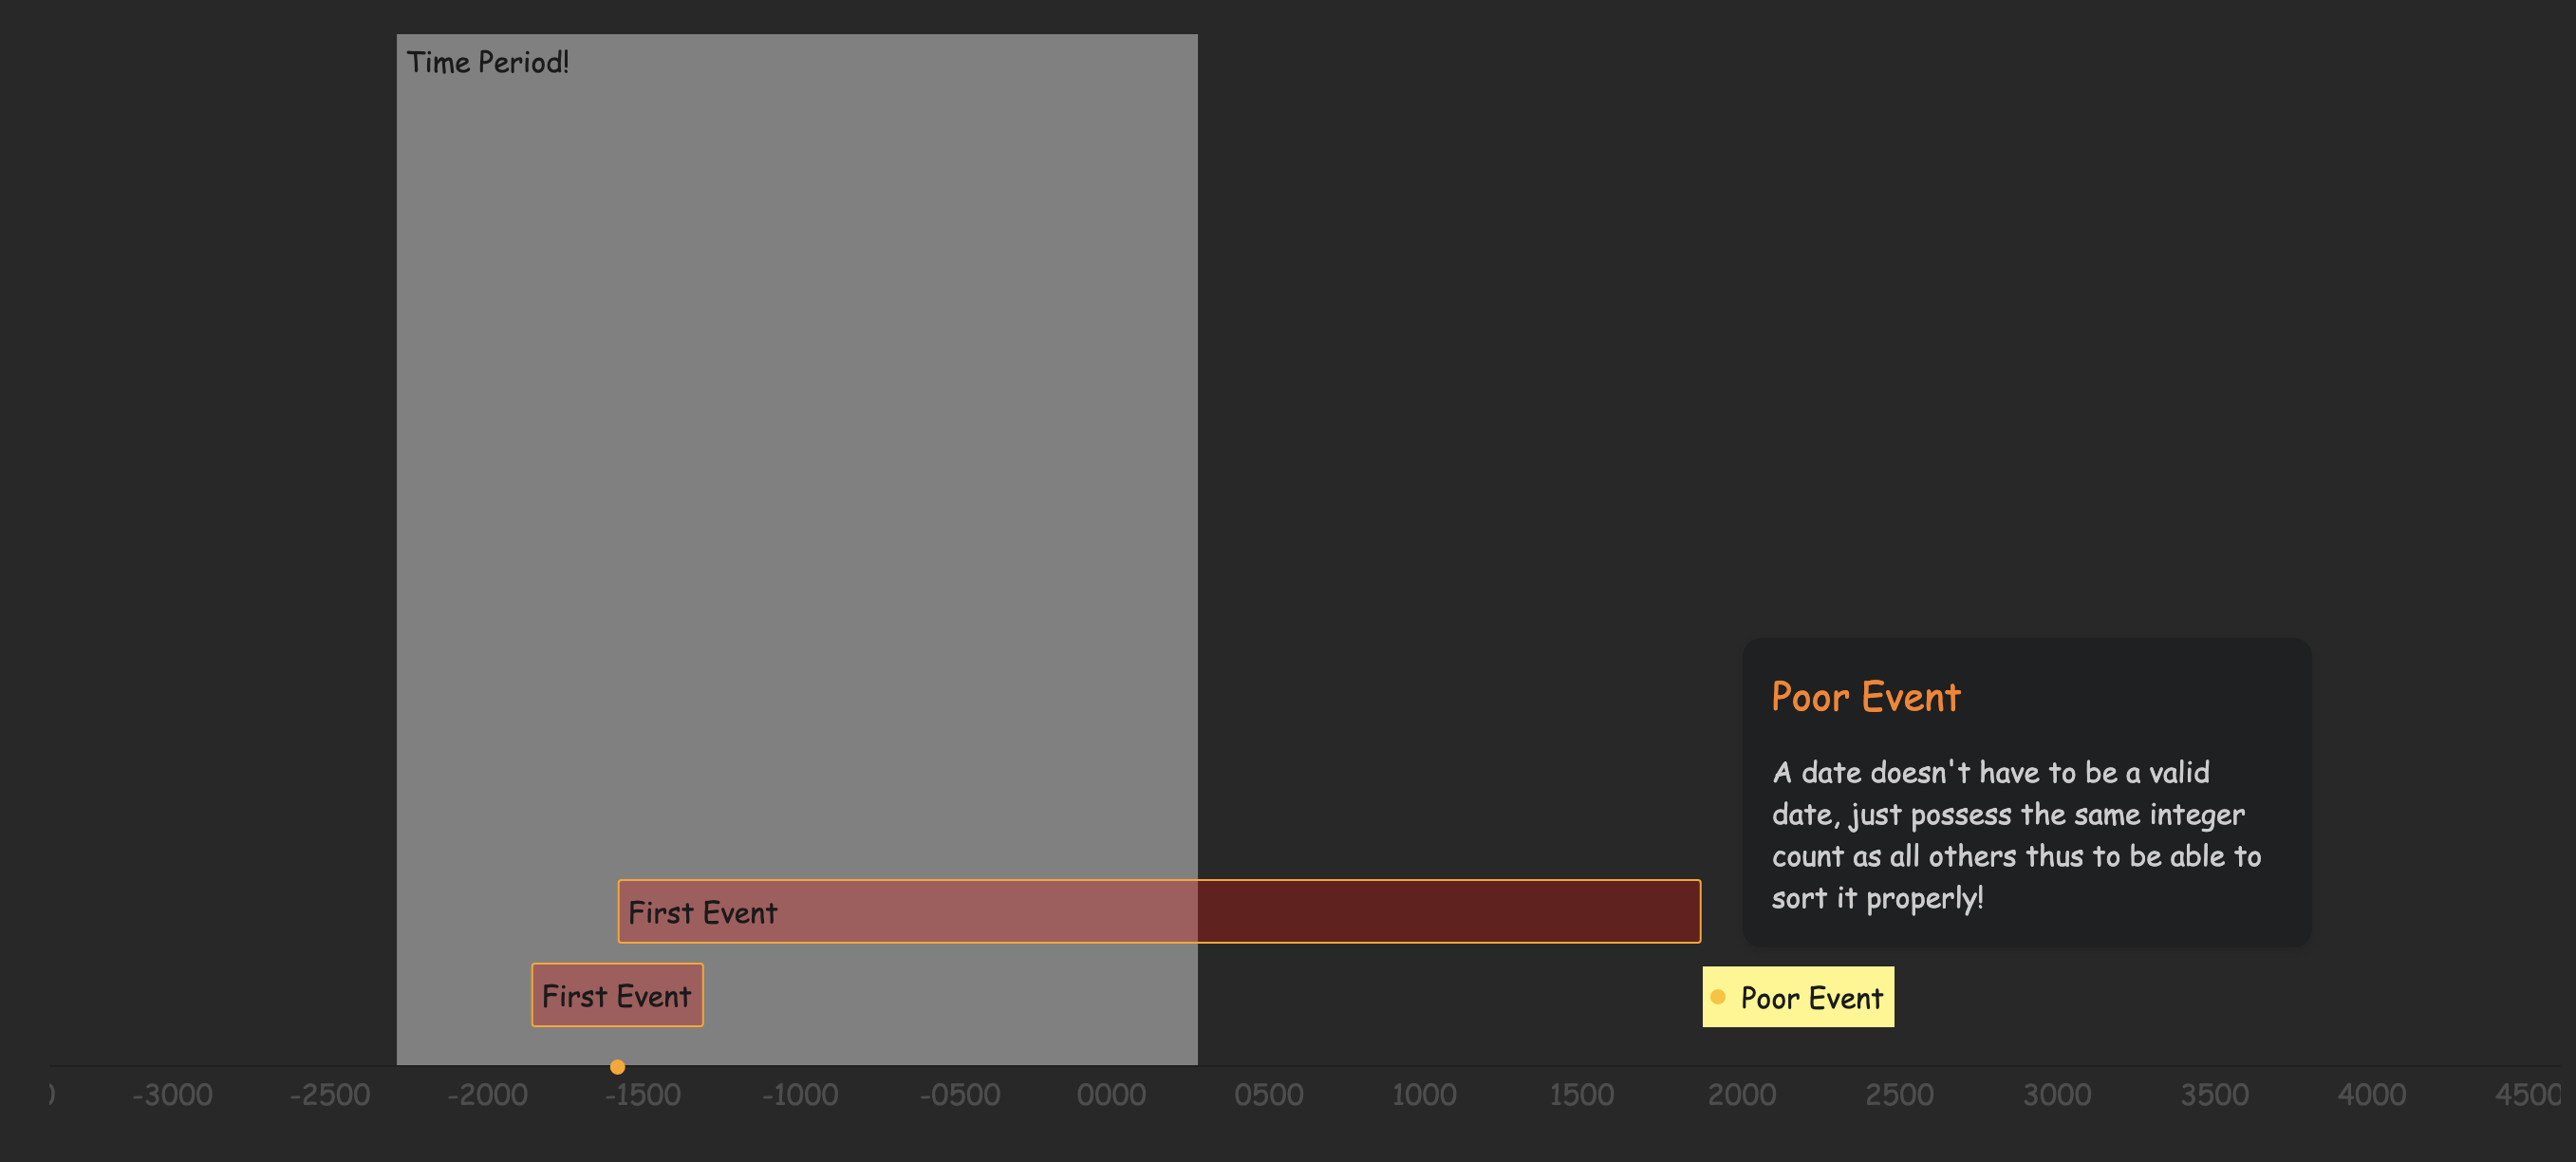 Time Period!
Poor Event
A date doesn't have to be a valid
date, just possess the same integer
count as all others thus to be able to
sort it properly!
First Event
First Event
Poor Event
-3000 -2500 -2000 -1500 -1000 -0500 0000 0500 1000 1500 2000 2500 3000 3500 4000 4500